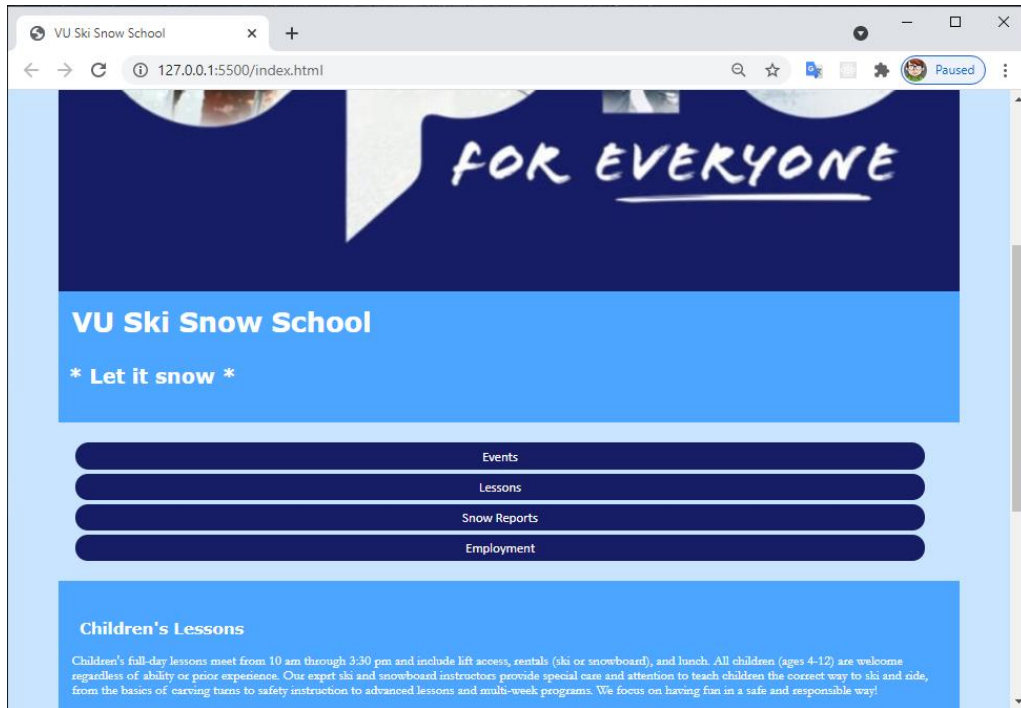 VU Ski Snow School
127.0.0.1:5500/index.html
Paused
FOR EVERYONE
VU Ski Snow School
* Let it snow *
Events
Lessons
Snow Reports
Employment
Children's Lessons
Children's full-day lessons meet from 10 am through 3:30 pm and include lift access, rentals (ski or snowboard), and lunch. All children (ages 4-12) are welcome
regardless of ability or prior experience. Our exprt ski and snowboard instructors provide special care and attention to teach children the correct way to ski and ride,
from the basics of carving turns to safety instruction to advanced lessons and multi-week programs. We focus on having fun in a safe and responsible way!